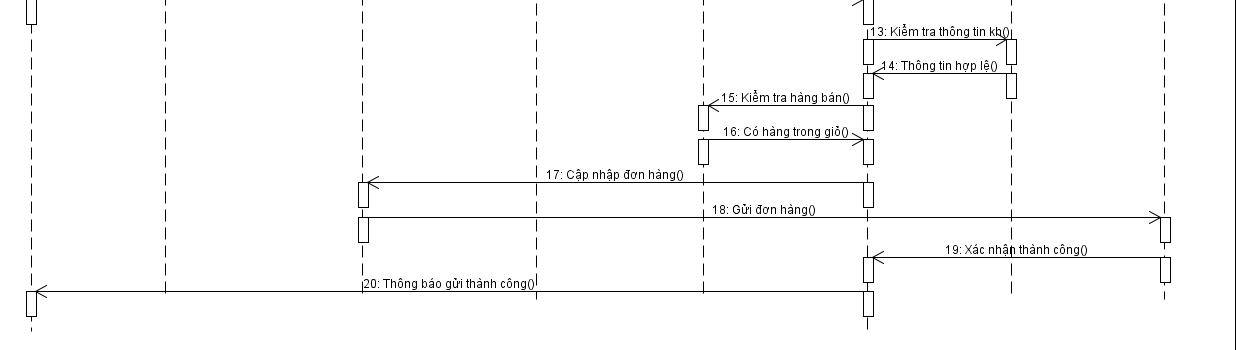 13: Kiểm tra thông tin kh()
14: Thông tin hợp lệ()
15: Kiểm tra hàng bán()
16: Có hàng trong giỏ()
17: Cập nhập đơn hàng()
18: Gửi đơn hàng()
19: Xác nhận thành công()
20: Thông báo gửi thành công()